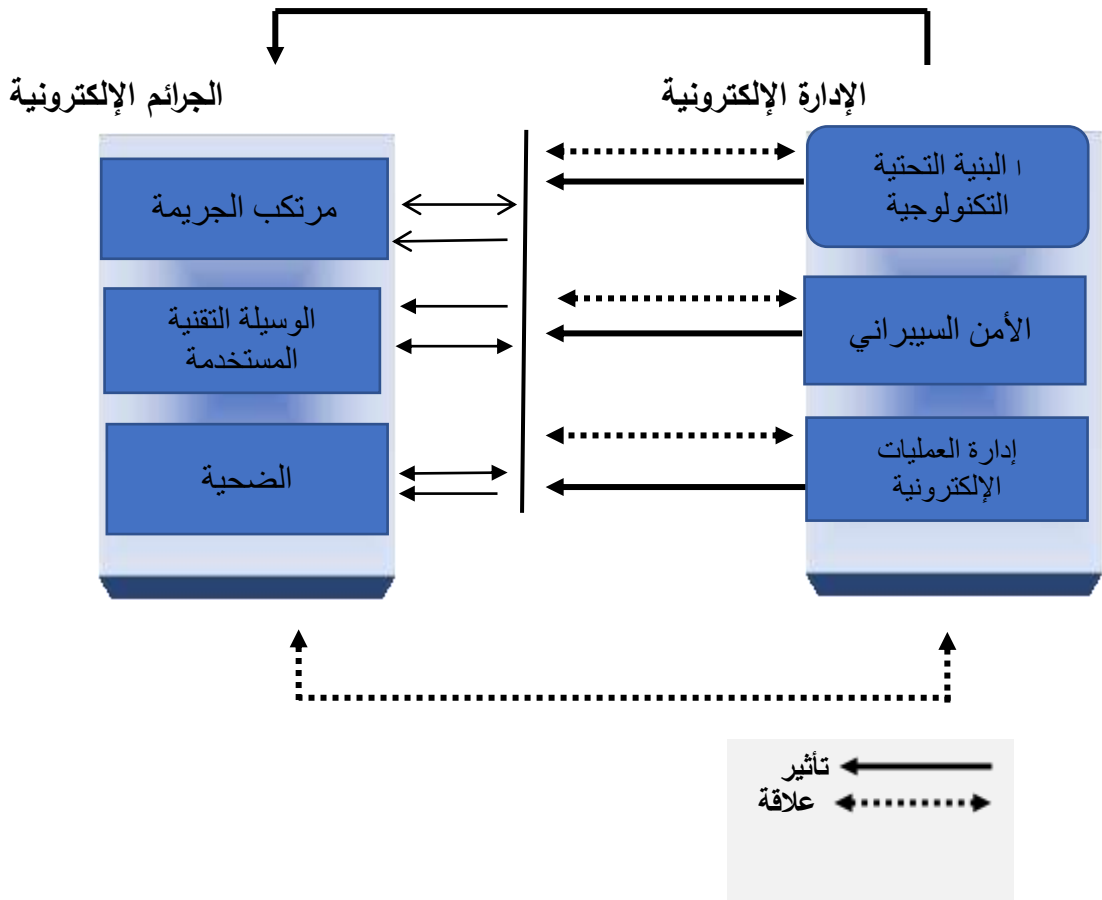 الإدارة الإلكترونية
الجرائم الإلكترونية
ا البنية التحتية
التكنولوجية
الأمن السيبراني
إدارة العمليات
الإلكترونية
مرتكب الجريمة
الوسيلة التقنية
المستخدمة
الضحية
تأثير
علاقة